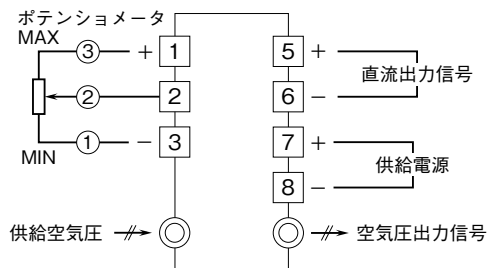 ポテンショメータ
MAX
③ + 1
② 2
① - 3
MIN
5 +
直流出力信号
6 -
7 +
供給電源
8 -
供給空気圧
空気圧出力信号